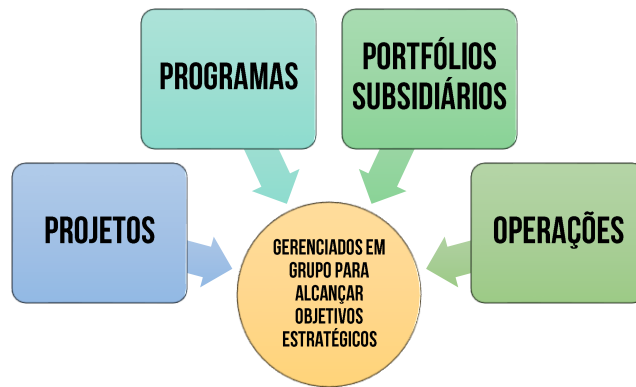 PROGRAMAS
PORTFÓLIOS
SUBSIDIÁRIOS
PROJETOS
OPERAÇÕES
GERENCIADOS EM
GRUPO PARA
ALCANÇAR
OBJETIVOS
ESTRATÉGICOS